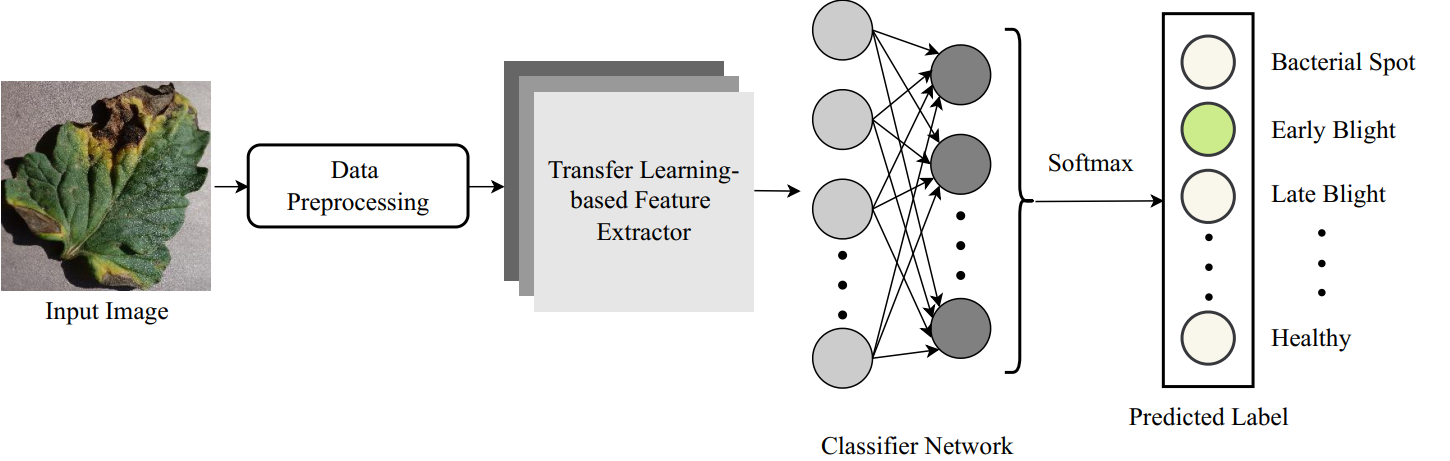 Input Image
Data
Preprocessing
Transfer Learning-
based Feature
Extractor
Classifier Network
Softmax
Predicted Label
Bacterial Spot
Early Blight
Late Blight
Healthy